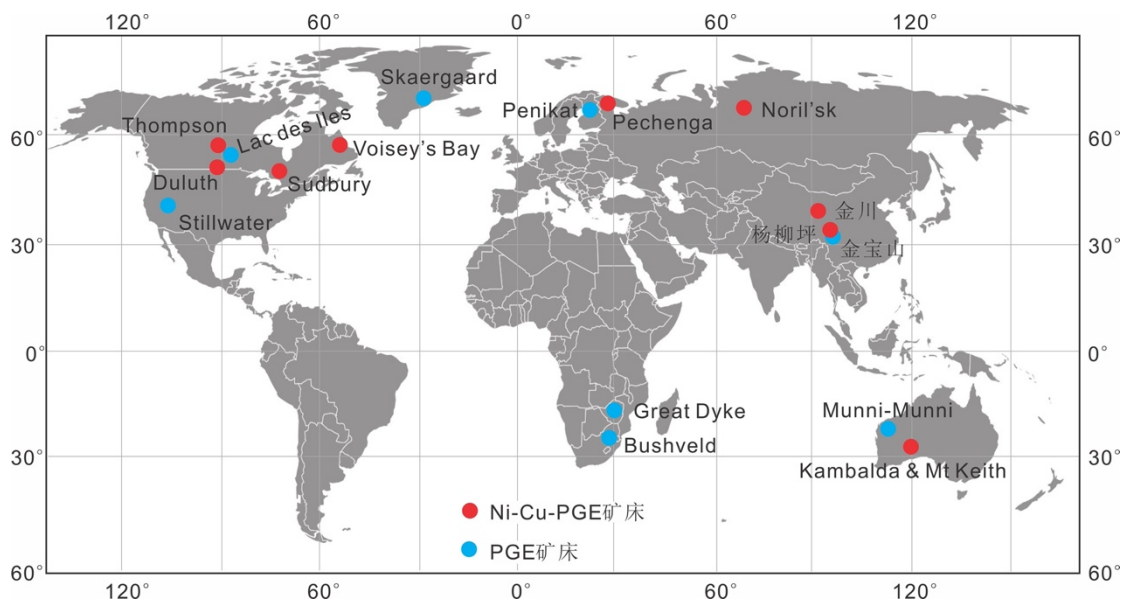 120°
60°
0°
60°
120°
Skaergaard
Penikat
Pechenga
Noril'sk
Thompson
Lac des Iles
60°
60°
Voisey's Bay
Duluth
Sudbury
Stillwater
金川
杨柳坪
金宝山
30°
30°
0°
0°
Great Dyke
Munni-Munni
Bushveld
30°
30°
Kambalda & Mt Keith
Ni-Cu-PGE矿床
PGE矿床
60°
60°
120°
60°
0°
60°
120°